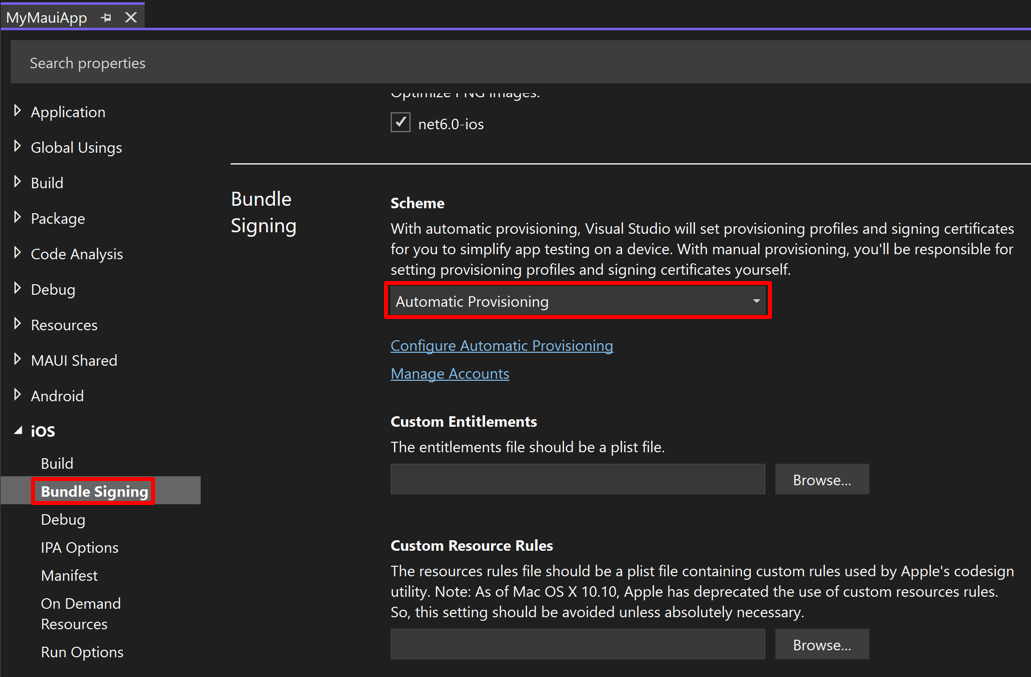 MyMauiApp
Search properties
Application
Global Usings
Build
Package
Code Analysis
Debug
Resources
MAUI Shared
Android
iOS
Build
Bundle Signing
Debug
IPA Options
Manifest
On Demand
Resources
Run Options
Optimize PNG images.
net6.0-ios
Bundle
Signing
Scheme
With automatic provisioning, Visual Studio will set provisioning profiles and signing certificates
for you to simplify app testing on a device. With manual provisioning, you'll be responsible for
setting provisioning profiles and signing certificates yourself.
Automatic Provisioning
Configure Automatic Provisioning
Manage Accounts
Custom Entitlements
The entitlements file should be a plist file.
Browse...
Custom Resource Rules
The resources rules file should be a plist file containing custom rules used by Apple's codesign
utility. Note: As of Mac OS X 10.10, Apple has deprecated the use of custom resources rules.
So, this setting should be avoided unless absolutely necessary.
Browse...